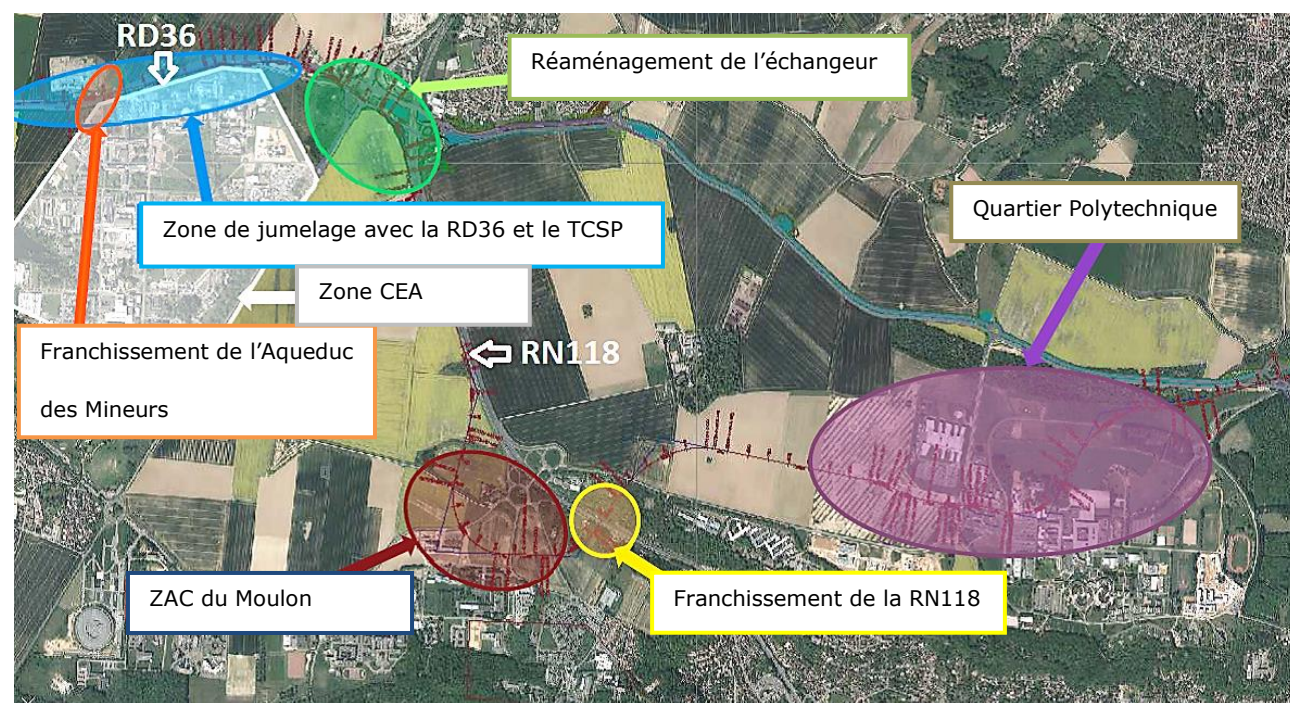 RD36
Réaménagement de l’échangeur
Quartier Polytechnique
Zone de jumelage avec la RD36 et le TCSP
Zone CEA
Franchissement de l’Aqueduc
des Mineurs
RN118
ZAC du Moulon
Franchissement de la RN118